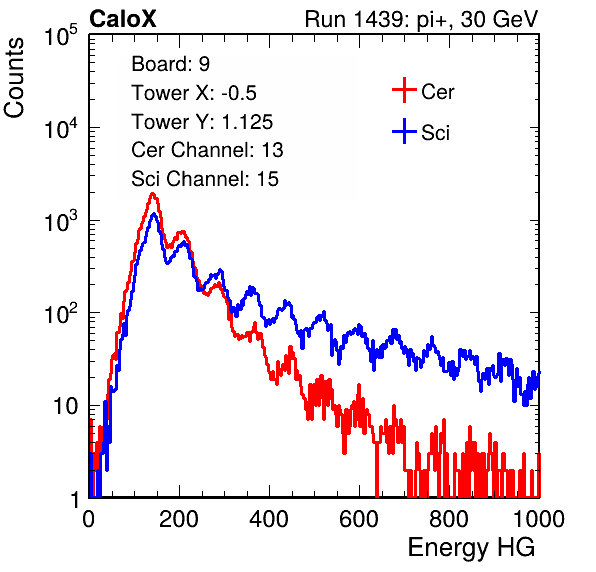 CaloX Run 1439: pi+, 30 GeV
Counts
10^5
10^4
10^3
10^2
10
1
Board: 9
Tower X: -0.5
Tower Y: 1.125
Cer Channel: 13
Sci Channel: 15
Cer
Sci
0 200 400 600 800 1000
Energy HG